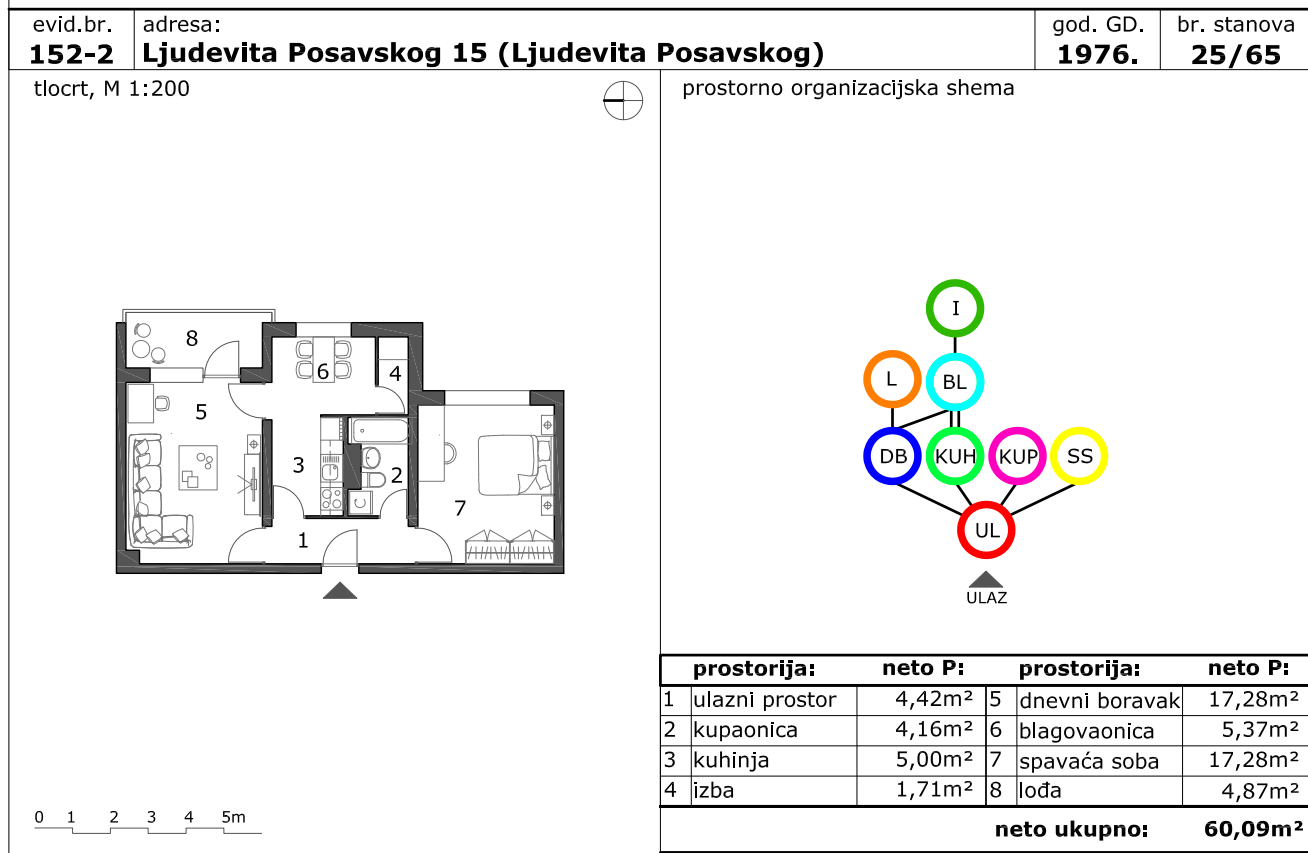 evid.br. adresa: god. GD. br. stanova
152-2 Ljudevita Posavskog 15 (Ljudevita Posavskog) 1976. 25/65
tlocrt, M 1:200
prostorno organizacijska shema
8
6
4
5
3
2
7
1
C
I
L BL
DB KUH KUP SS
UL
ULAZ
prostorija: neto P: prostorija: neto P:
1 ulazni prostor 4,42m² 5 dnevni boravak 17,28m²
2 kupaonica 4,16m² 6 blagovaonica 5,37m²
3 kuhinja 5,00m² 7 spavaća soba 17,28m²
4 izba 1,71m² 8 lođa 4,87m²
neto ukupno: 60,09m²
0 1 2 3 4 5m